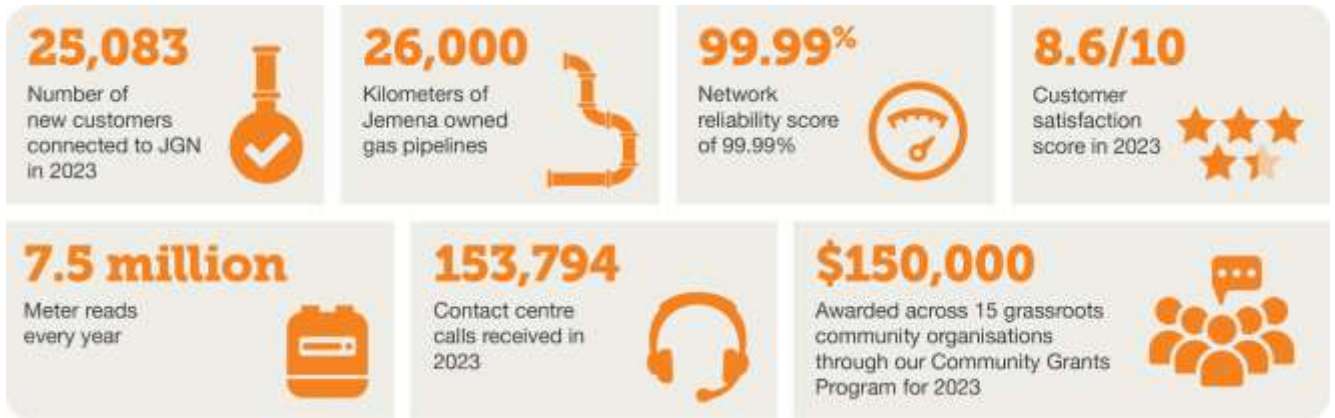 25,083
Number of
new customers
connected to JGN
in 2023
26,000
Kilometers of
Jemena owned
gas pipelines
99.99%
Network
reliability score
of 99.99%
8.6/10
Customer
satisfaction
score in 2023
7.5 million
Meter reads
every year
153,794
Contact centre
calls received in
2023
$150,000
Awarded across 15 grassroots
community organisations
through our Community Grants
Program for 2023